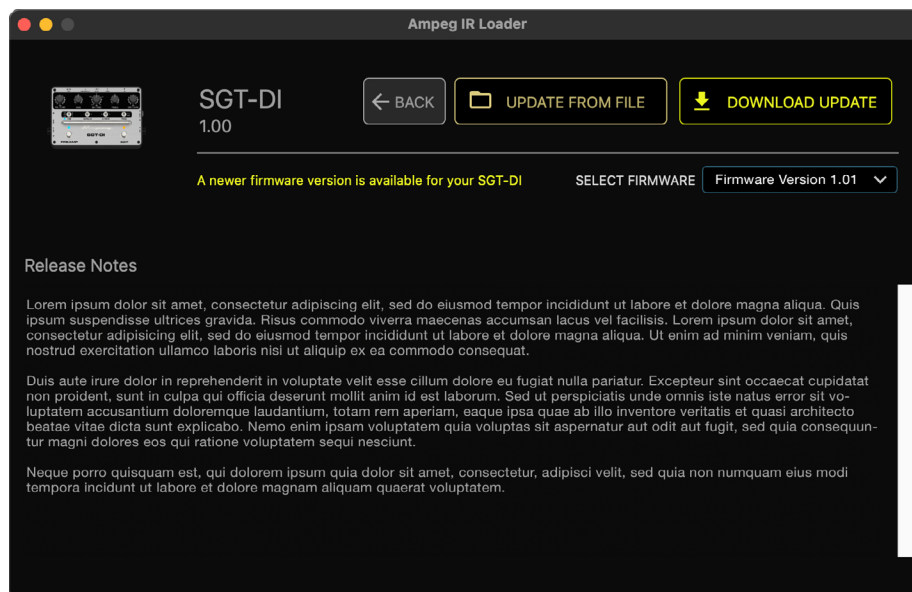 Ampeg IR Loader
SGT-DI
1.00
BACK
UPDATE FROM FILE
DOWNLOAD UPDATE
A newer firmware version is available for your SGT-DI
SELECT FIRMWARE
Firmware Version 1.01
SGT-DI
Release Notes
Lorem ipsum dolor sit amet, consectetur adipiscing elit, sed do eiusmod tempor incididunt ut labore et dolore magna aliqua. Quis
ipsum suspendisse ultrices gravida. Risus commodo viverra maecenas accumsan lacus vel facilisis. Lorem ipsum dolor sit amet,
consectetur adipisicing elit, sed do eiusmod tempor incididunt ut labore et dolore magna aliqua. Ut enim ad minim veniam, quis
nostrud exercitation ullamco laboris nisi ut aliquip ex ea commodo consequat.
Duis aute irure dolor in reprehenderit in voluptate velit esse cillum dolore eu fugiat nulla pariatur. Excepteur sint occaecat cupidatat
non proident, sunt in culpa qui officia deserunt mollit anim id est laborum. Sed ut perspiciatis unde omnis iste natus error sit vo-
luptatem accusantium doloremque laudantium, totam rem aperiam, eaque ipsa quae ab illo inventore veritatis et quasi architecto
beatae vitae dicta sunt explicabo. Nemo enim ipsam voluptatem quia voluptas sit aspernatur aut odit aut fugit, sed quia consequun-
tur magni dolores eos qui ratione voluptatem sequi nesciunt.
Neque porro quisquam est, qui dolorem ipsum quia dolor sit amet, consectetur, adipisci velit, sed quia non numquam eius modi
tempora incidunt ut labore et dolore magnam aliquam quaerat voluptatem.